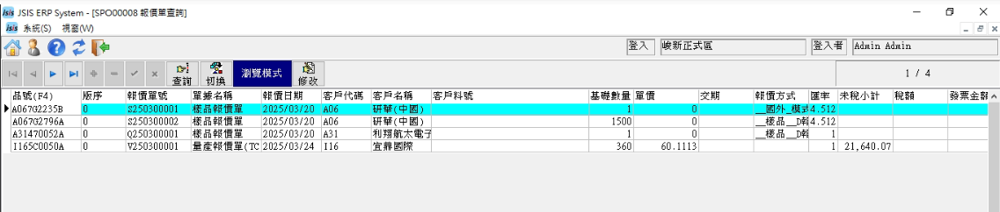 JSIS ERP System - [SPO00008 報價單查詢]
系統(S) 視窗(W)
登入 峻新正式區 登入者 Admin Admin
查詢 切換 瀏覽模式 修改 1 / 4
品號(F4) 版序 報價單號 單據名稱 報價日期 客戶代碼 客戶名稱 客戶料號 基礎數量 單價 交期 報價方式 匯率 未稅小計 稅額 發票金額
A067G2235B 0 S250300001 樣品報價單 2025/03/20 A06 研華(中國) 1 0 __國外_模式 4.512
A067G2796A 0 S250300002 樣品報價單 2025/03/20 A06 研華(中國) 1500 0 __樣品__D報 4.512
A31470052A 0 Q250300001 樣品報價單 2025/03/20 A31 利翔航太電子 1 0 __樣品__D報 1
1165C0050A 0 V250300001 量產報價單(TC 2025/03/24 116 宜鼎國際 360 60.1113 1 21,640.07